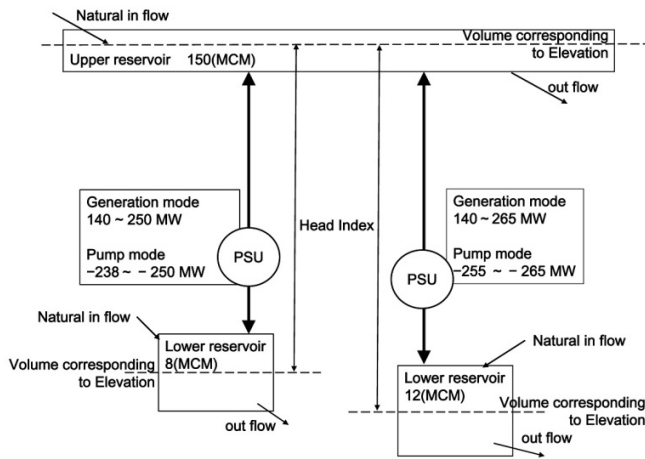 Natural in flow
Volume corresponding
to Elevation
Upper reservoir 150(MCM)
out flow
Generation mode
140 ~ 250 MW
Pump mode
−238 ~ − 250 MW
PSU
Head Index
Generation mode
140 ~ 265 MW
Pump mode
−255 ~ − 265 MW
PSU
Natural in flow
Lower reservoir
8(MCM)
Volume corresponding
to Elevation
out flow
Natural in flow
Lower reservoir
12(MCM)
Volume corresponding
to Elevation
out flow